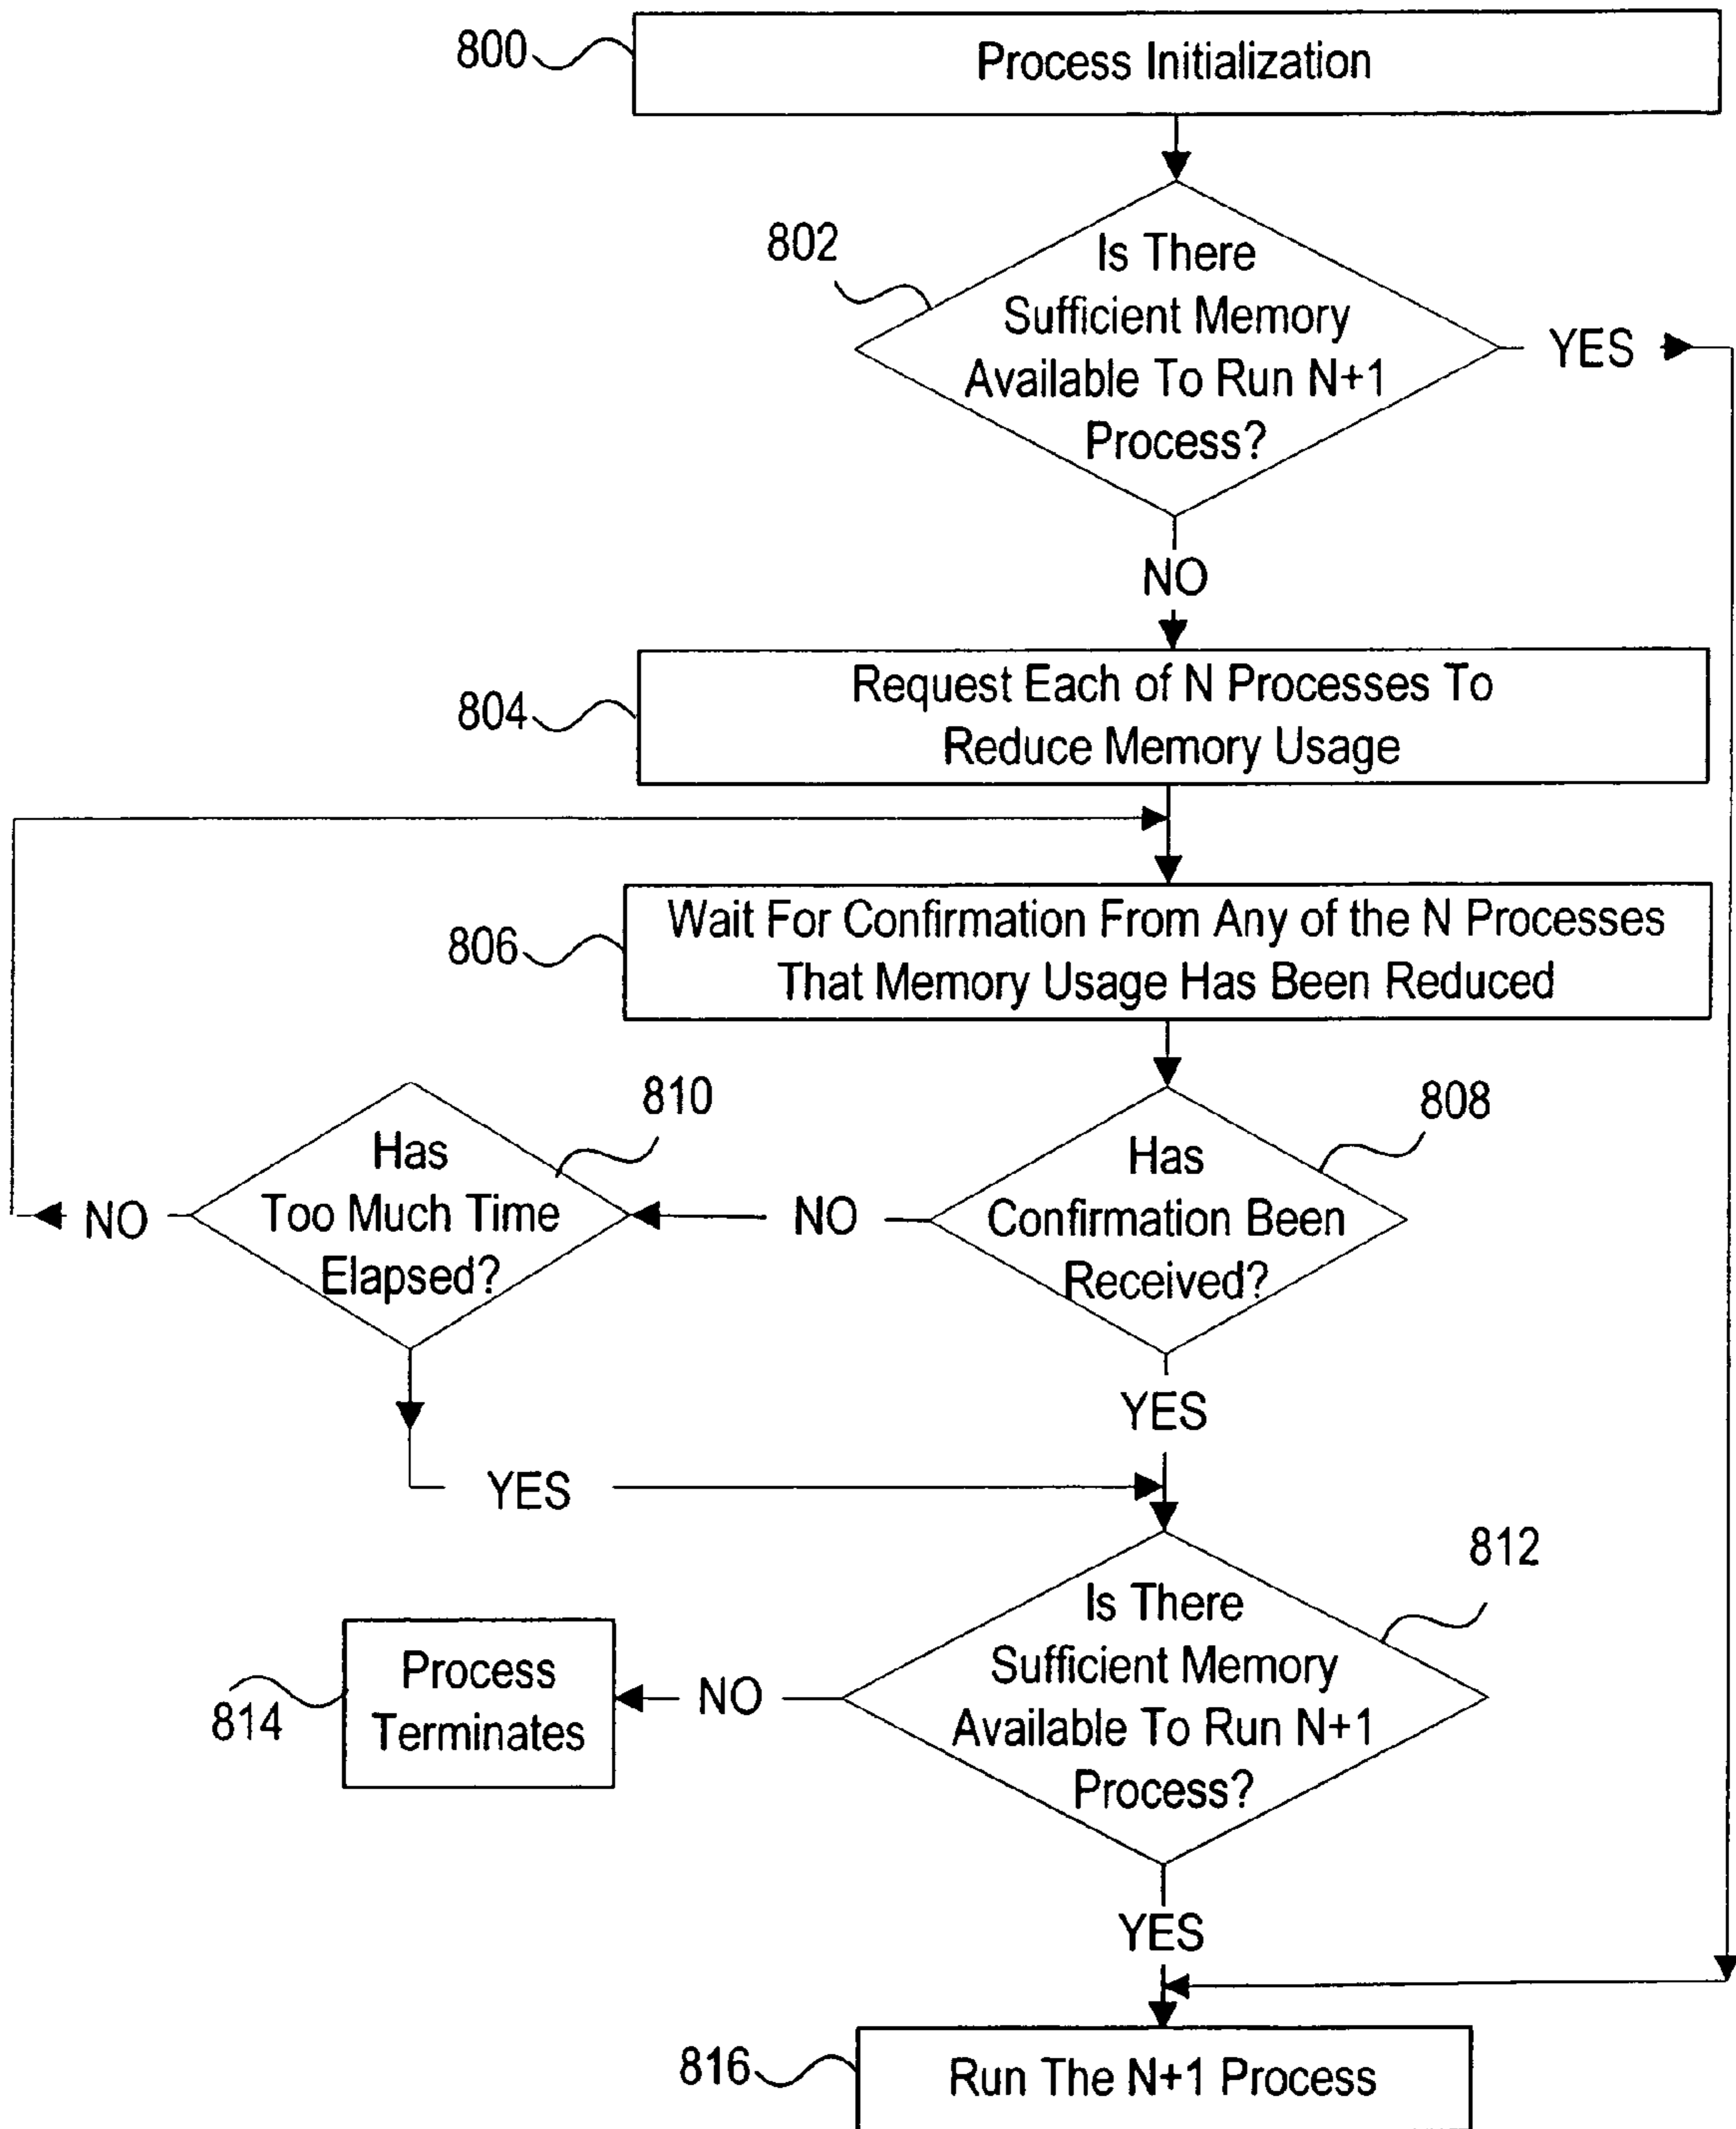 800
Process Initialization
802
Is There
Sufficient Memory
Available To Run N+1
Process?
YES
NO
804
Request Each of N Processes To
Reduce Memory Usage
806
Wait For Confirmation From Any of the N Processes
That Memory Usage Has Been Reduced
810
808
Has
Too Much Time
Elapsed?
NO
NO
Has
Confirmation Been
Received?
YES
YES
812
Is There
Sufficient Memory
Available To Run N+1
Process?
NO
814
Process
Terminates
YES
816
Run The N+1 Process